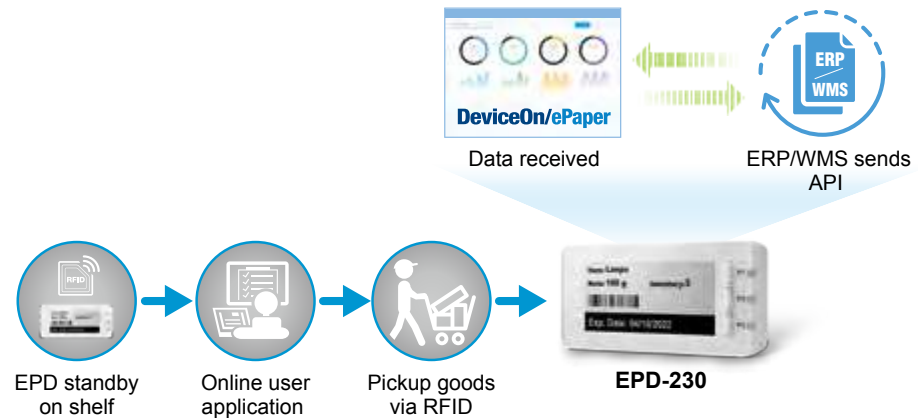 ERP
WMS
DeviceOn/ePaper
Data received
ERP/WMS sends
API
RFID
Exp. Date: 04/10/2022
EPD standby
on shelf
Online user
application
Pickup goods
via RFID
EPD-230